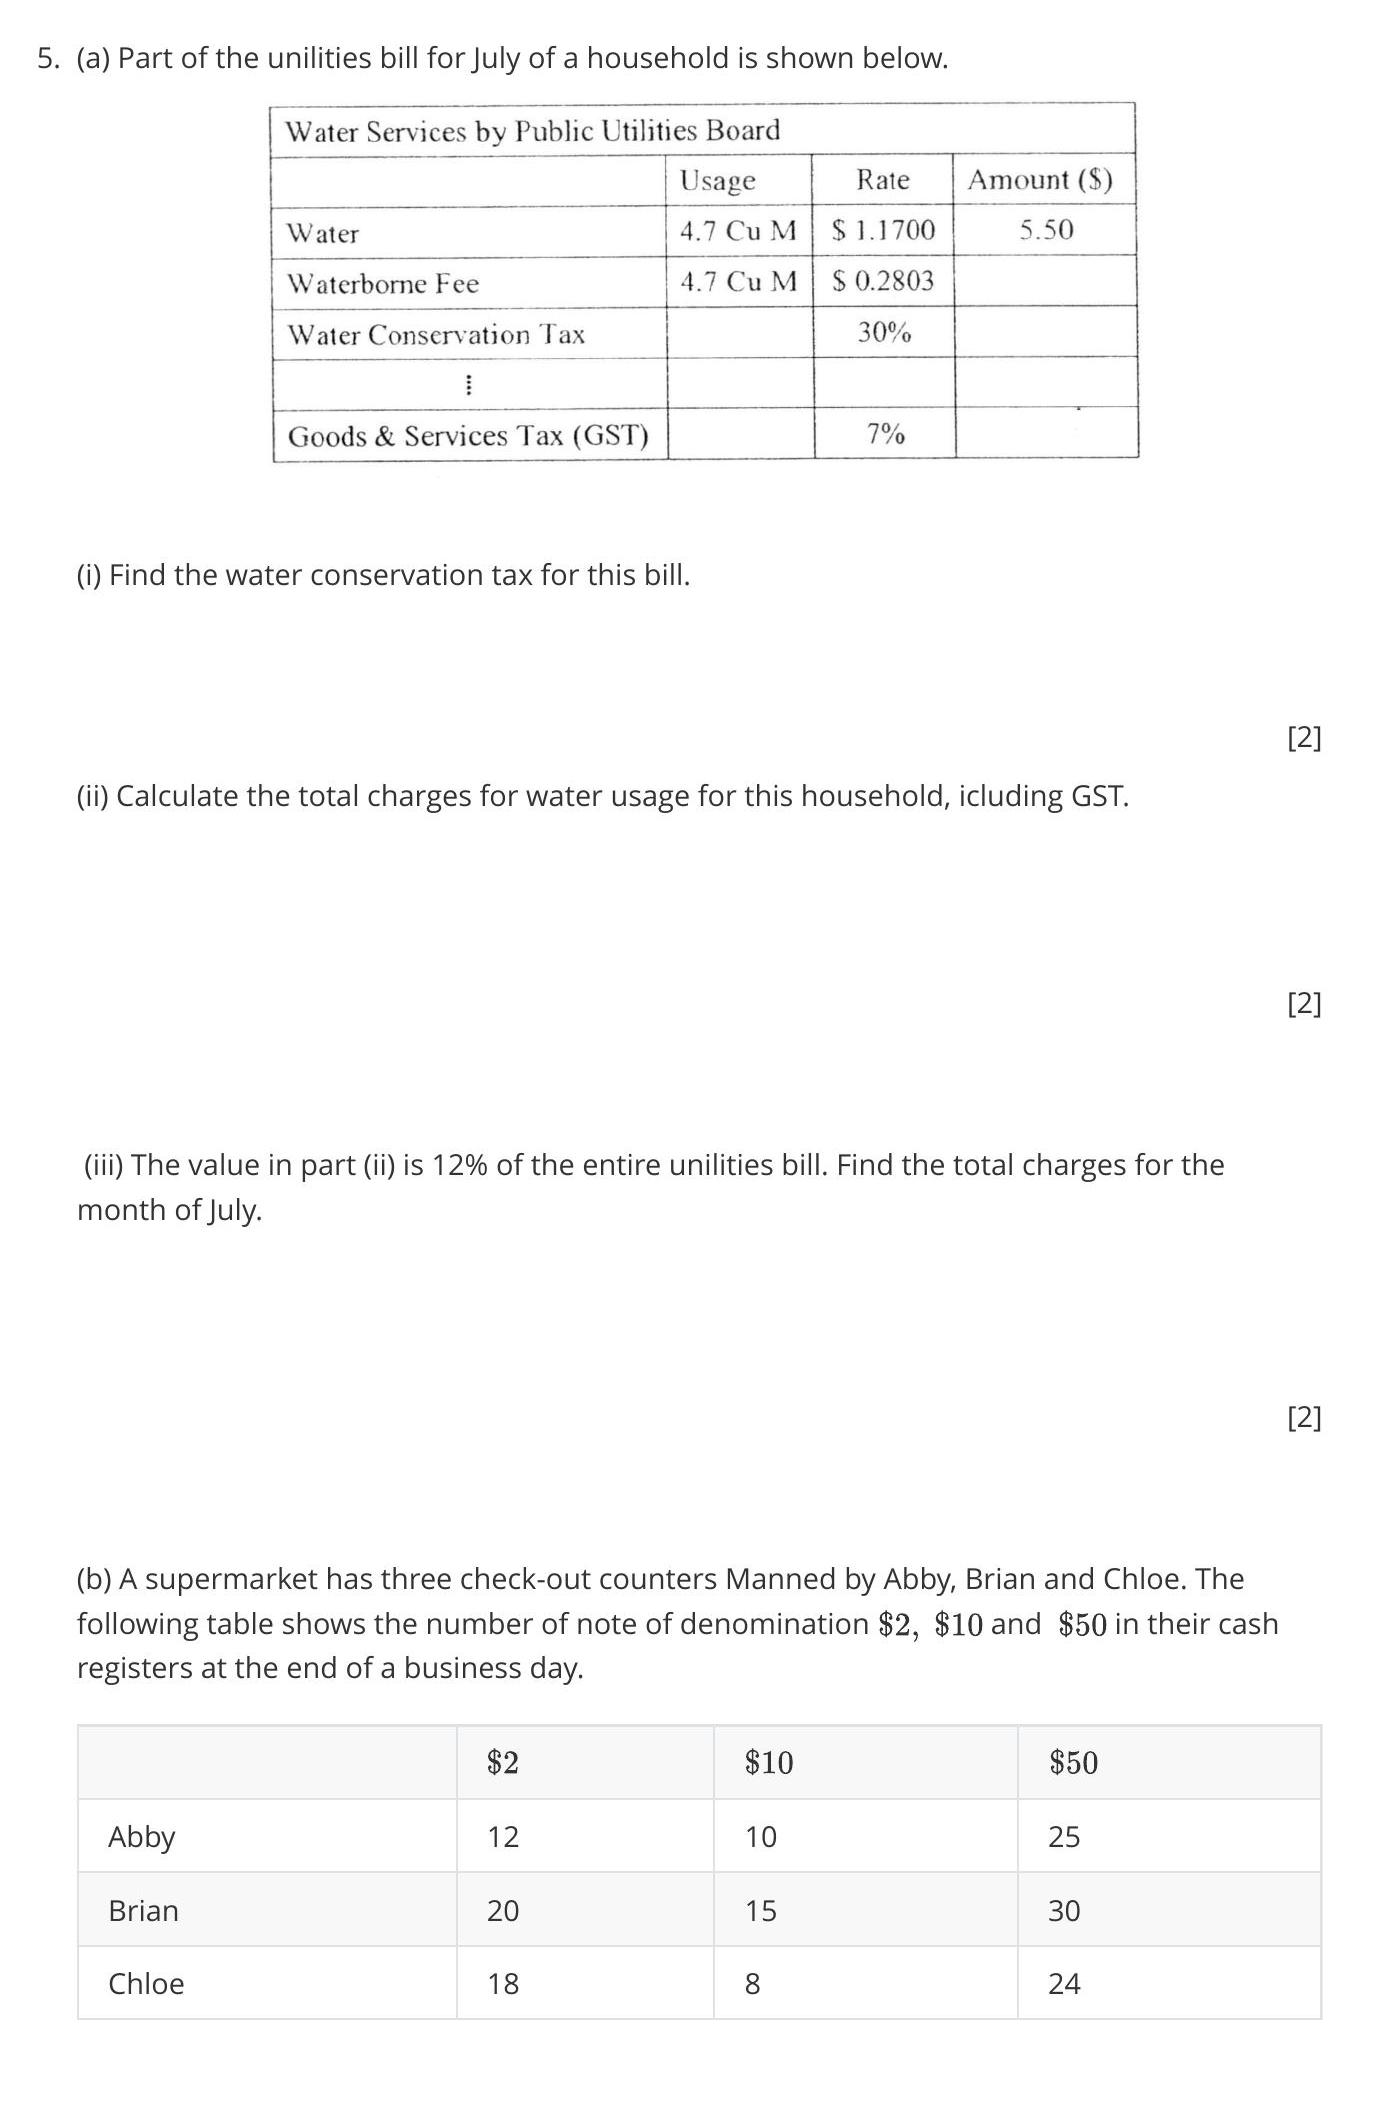 5. (a) Part of the unilities bill for July of a household is shown below.
Water Services by Public Utilities Board
Usage Rate Amount ($)
Water 4.7 Cu M $ 1.1700 5.50
Waterborne Fee 4.7 Cu M $ 0.2803
Water Conservation Tax 30%
⁞
Goods & Services Tax (GST) 7%
(i) Find the water conservation tax for this bill.
[2]
(ii) Calculate the total charges for water usage for this household, icluding GST.
[2]
(iii) The value in part (ii) is 12% of the entire unilities bill. Find the total charges for the
month of July.
[2]
(b) A supermarket has three check-out counters Manned by Abby, Brian and Chloe. The
following table shows the number of note of denomination $2, $10 and $50 in their cash
registers at the end of a business day.
$2 $10 $50
Abby 12 10 25
Brian 20 15 30
Chloe 18 8 24